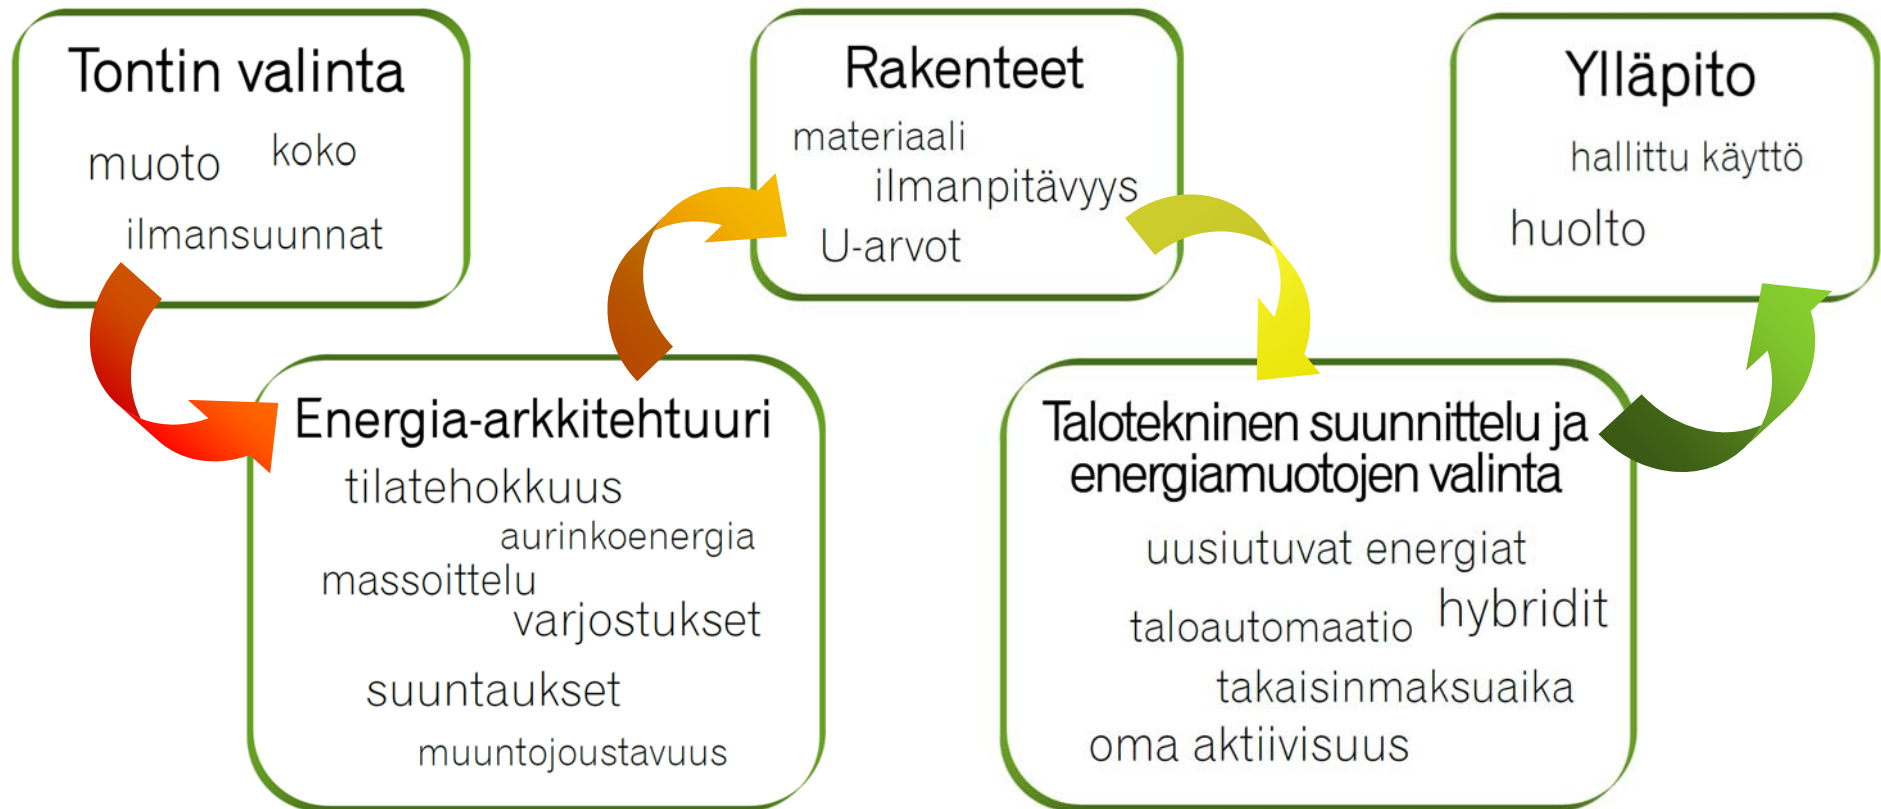 Tontin valinta
muoto
koko
ilmansuunnat
Energia-arkkitehtuuri
tilatehokkuus
aurinkoenergia
massoittelu
varjostukset
suuntaukset
muuntojoustavuus
Rakenteet
materiaali
ilmanpitävyys
U-arvot
Talotekninen suunnittelu ja
energiamuotojen valinta
uusiutuvat energiat
hybridit
taloautomaatio
takaisinmaksuaika
oma aktiivisuus
Ylläpito
hallittu käyttö
huolto